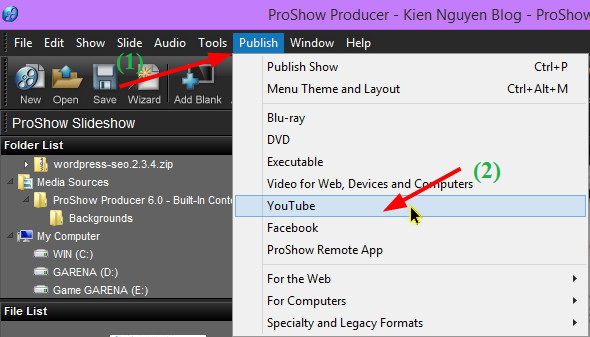 ProShow Producer - Kien Nguyen Blog - ProSho
File Edit Show Slide Audio Tools Publish Window Help
(1)
New Open Save Wizard Add Blank
ProShow Slideshow
Folder List
wordpress-seo.2.3.4.zip
Media Sources
ProShow Producer 6.0 - Built-In Conte
Backgrounds
My Computer
WIN (C:)
GARENA (D:)
Game GARENA (E:)
File List
Publish Show Ctrl+P
Menu Theme and Layout Ctrl+Alt+M
Blu-ray
DVD
Executable
Video for Web, Devices and Computers
(2)
YouTube
Facebook
ProShow Remote App
For the Web
For Computers
Specialty and Legacy Formats